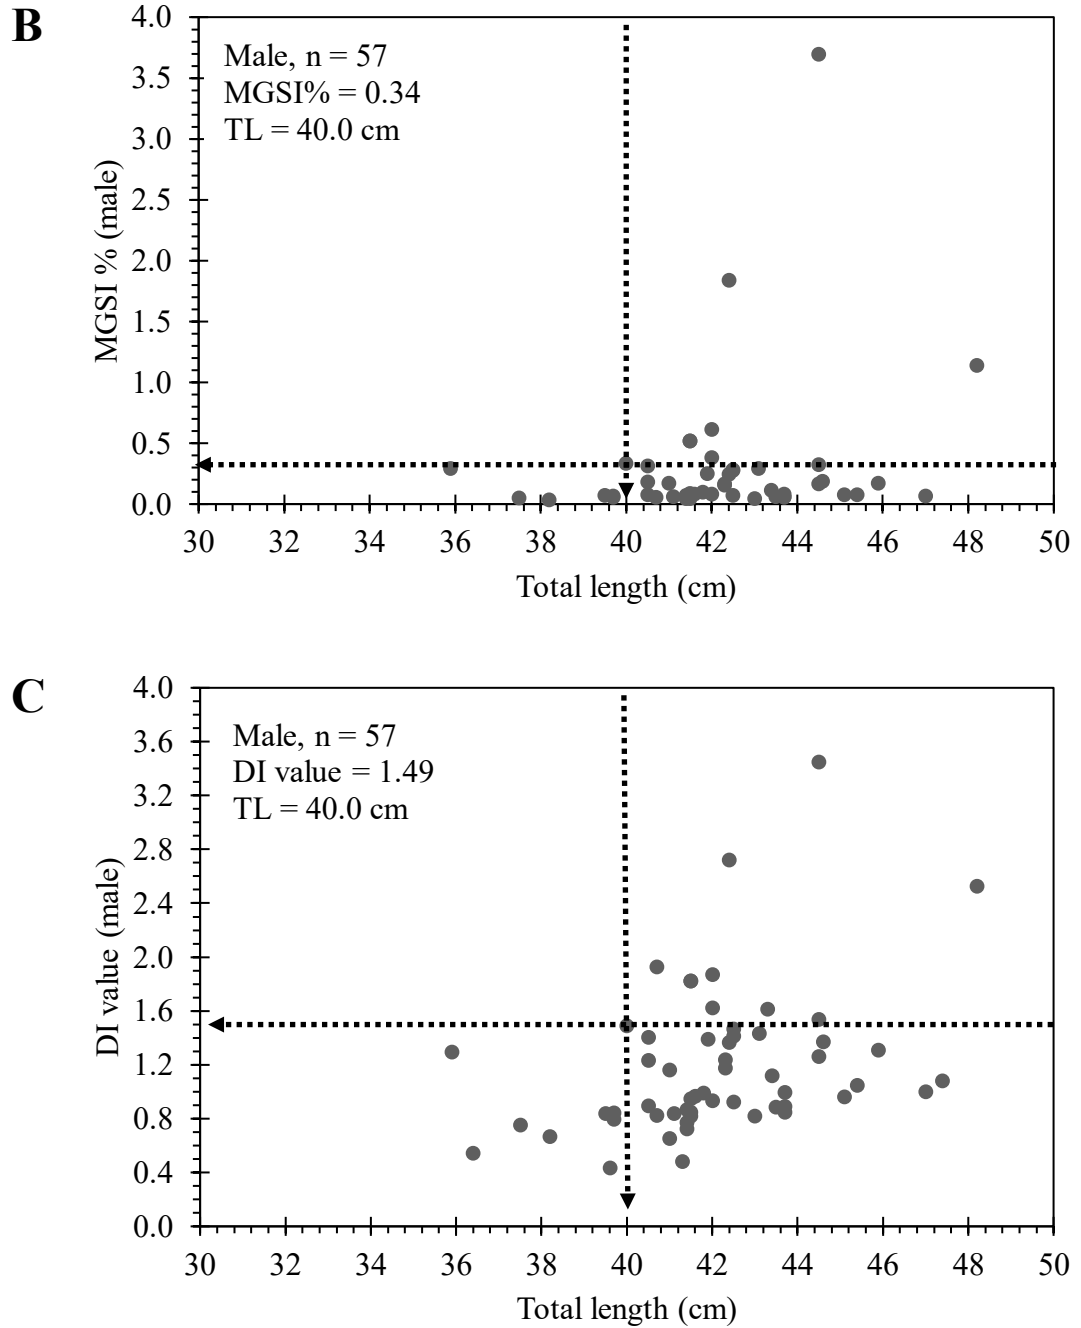 B
Male, n = 57
MGSI% = 0.34
TL = 40.0 cm
MGSI % (male)
4.0
3.5
3.0
2.5
2.0
1.5
1.0
0.5
0.0
30 32 34 36 38 40 42 44 46 48 50
Total length (cm)
C
Male, n = 57
DI value = 1.49
TL = 40.0 cm
DI value (male)
4.0
3.6
3.2
2.8
2.4
2.0
1.6
1.2
0.8
0.4
0.0
30 32 34 36 38 40 42 44 46 48 50
Total length (cm)